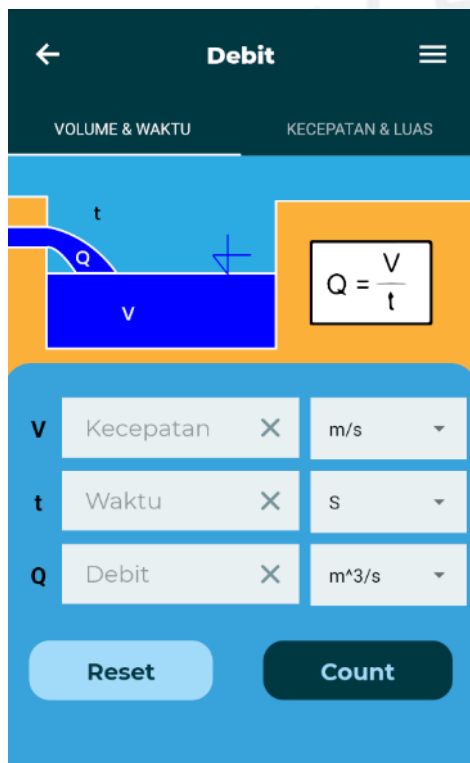 Debit
VOLUME & WAKTU KECEPATAN & LUAS
t
Q
V
Q = V
t
V Kecepatan m/s
t Waktu S
Q Debit m^3/s
Reset Count